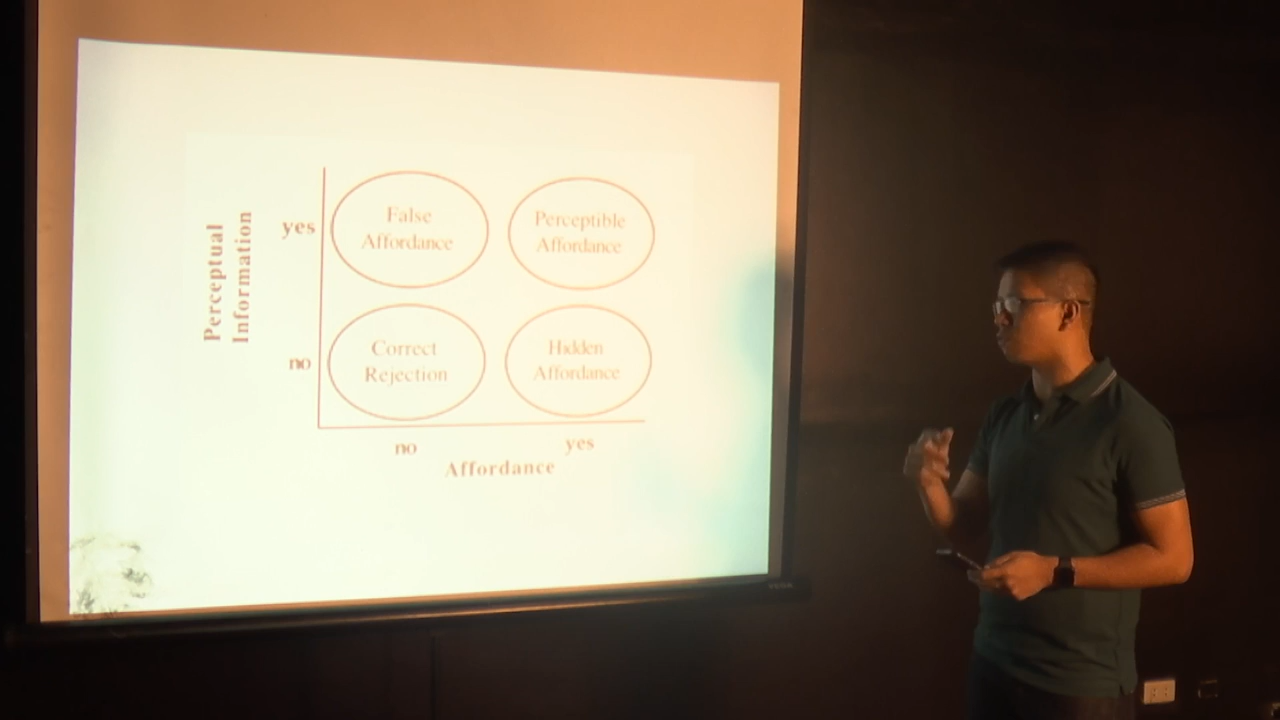 Perceptual
Information
yes
False
Affordance
Perceptible
Affordance
no
Correct
Rejection
Hidden
Affordance
no
yes
Affordance